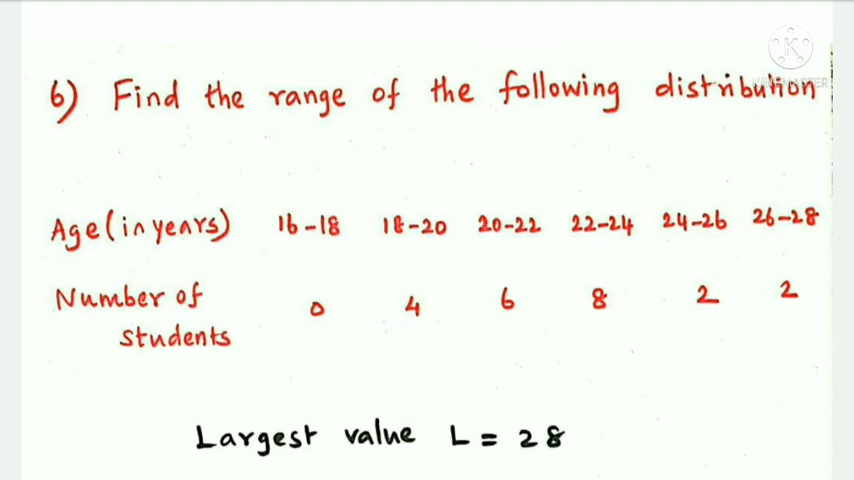 K
KINEMASTER
6) Find the range of the following distribution
Age (in years) 16-18 18-20 20-22 22-24 24-26 26-28
Number of students 0 4 6 8 2 2
Largest value L = 28